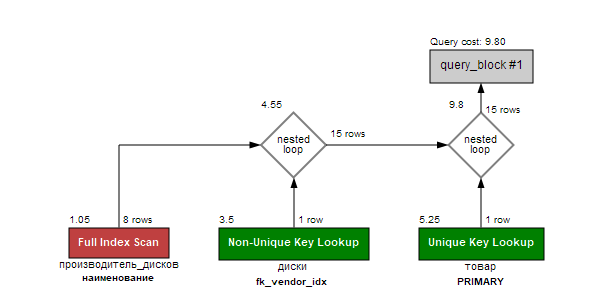 Query cost: 9.80
query_block #1
4.55
9.8
15 rows
nested
loop
15 rows
nested
loop
1.05
8 rows
3.5
1 row
5.25
1 row
Full Index Scan
Non-Unique Key Lookup
Unique Key Lookup
производитель_дисков
диски
товар
наименование
fk_vendor_idx
PRIMARY